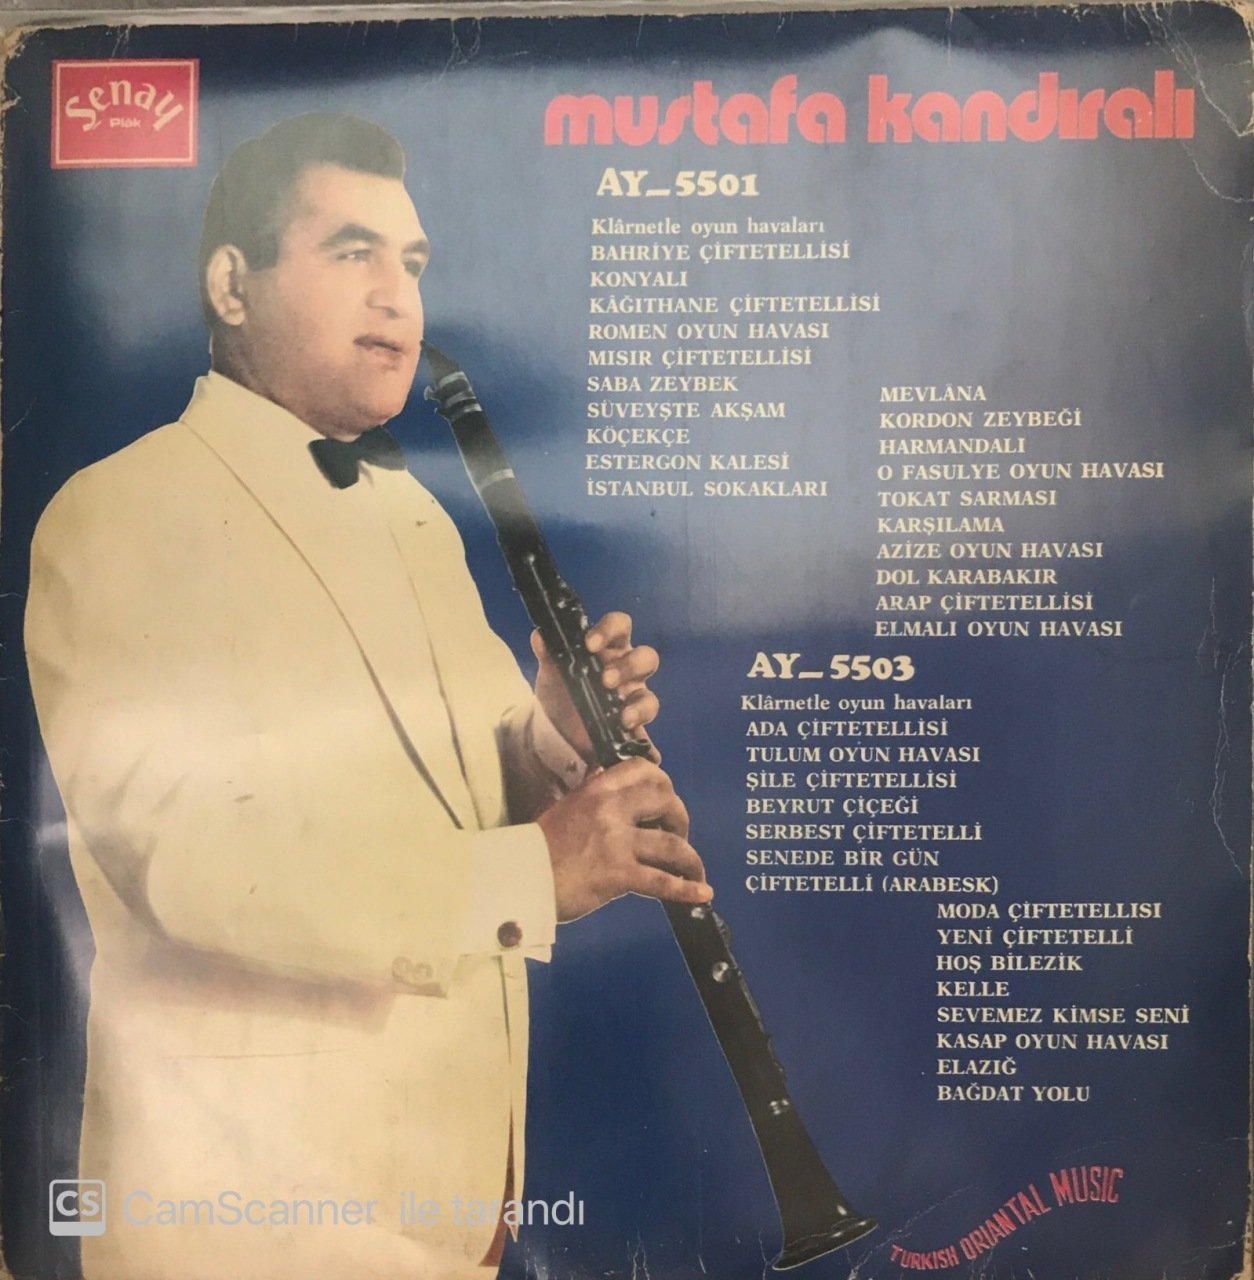 Şenay
Plâk
mustafa kandıralı
AY_5501
Klârnetle oyun havaları
BAHRİYE ÇİFTETELLİSİ
KONYALI
KÂĞITHANE ÇİFTETELLİSİ
ROMEN OYUN HAVASI
MISIR ÇİFTETELLİSİ
SABA ZEYBEK
SÜVEYŞTE AKŞAM
KÖÇEKÇE
ESTERGON KALESİ
İSTANBUL SOKAKLARI
MEVLÂNA
KORDON ZEYBEĞİ
HARMANDALI
O FASULYE OYUN HAVASI
TOKAT SARMASI
KARŞILAMA
AZİZE OYUN HAVASI
DOL KARABAKIR
ARAP ÇİFTETELLİSİ
ELMALI OYUN HAVASI
AY_5503
Klârnetle oyun havaları
ADA ÇİFTETELLİSİ
TULUM OYUN HAVASI
ŞİLE ÇİFTETELLİSİ
BEYRUT ÇİÇEĞİ
SERBEST ÇİFTETELLİ
SENEDE BİR GÜN
ÇİFTETELLİ (ARABESK)
MODA ÇİFTETELLISI
YENİ ÇİFTETELLİ
HOŞ BİLEZİK
KELLE
SEVEMEZ KİMSE SENİ
KASAP OYUN HAVASI
ELAZIĞ
BAĞDAT YOLU
TURKISH ORIANTAL MUSIC
CS CamScanner ile tarandı